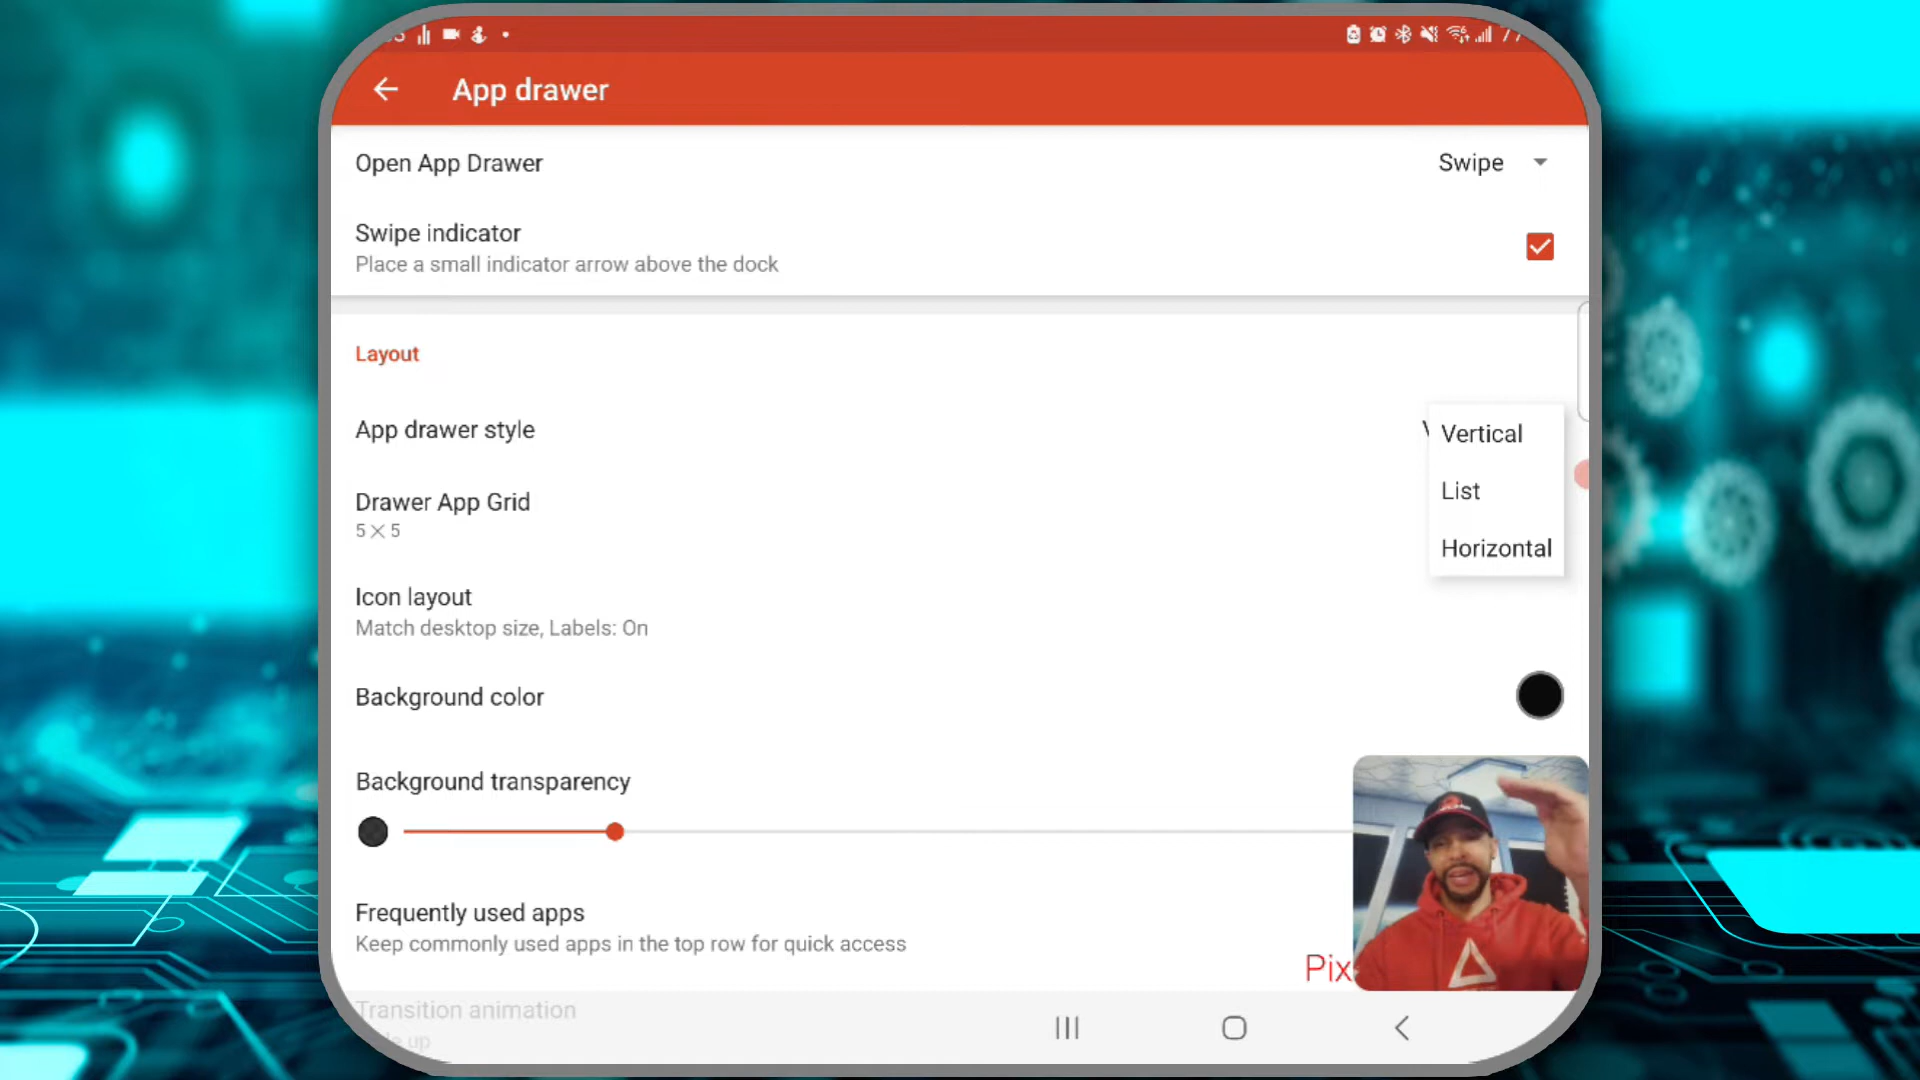 App drawer
Open App Drawer
Swipe
Swipe indicator
Place a small indicator arrow above the dock
Layout
App drawer style
Vertical
List
Horizontal
Drawer App Grid
5 × 5
Icon layout
Match desktop size, Labels: On
Background color
Background transparency
Frequently used apps
Keep commonly used apps in the top row for quick access
Pix
Transition animation
up